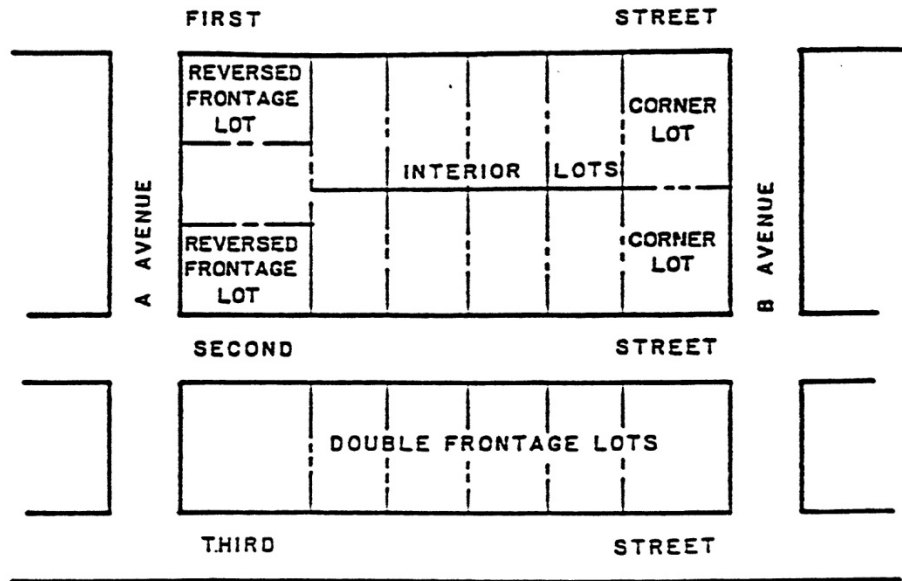 FIRST STREET
REVERSED
FRONTAGE
LOT
CORNER
LOT
INTERIOR LOTS
A AVENUE
B AVENUE
REVERSED
FRONTAGE
LOT
CORNER
LOT
SECOND STREET
DOUBLE FRONTAGE LOTS
THIRD STREET